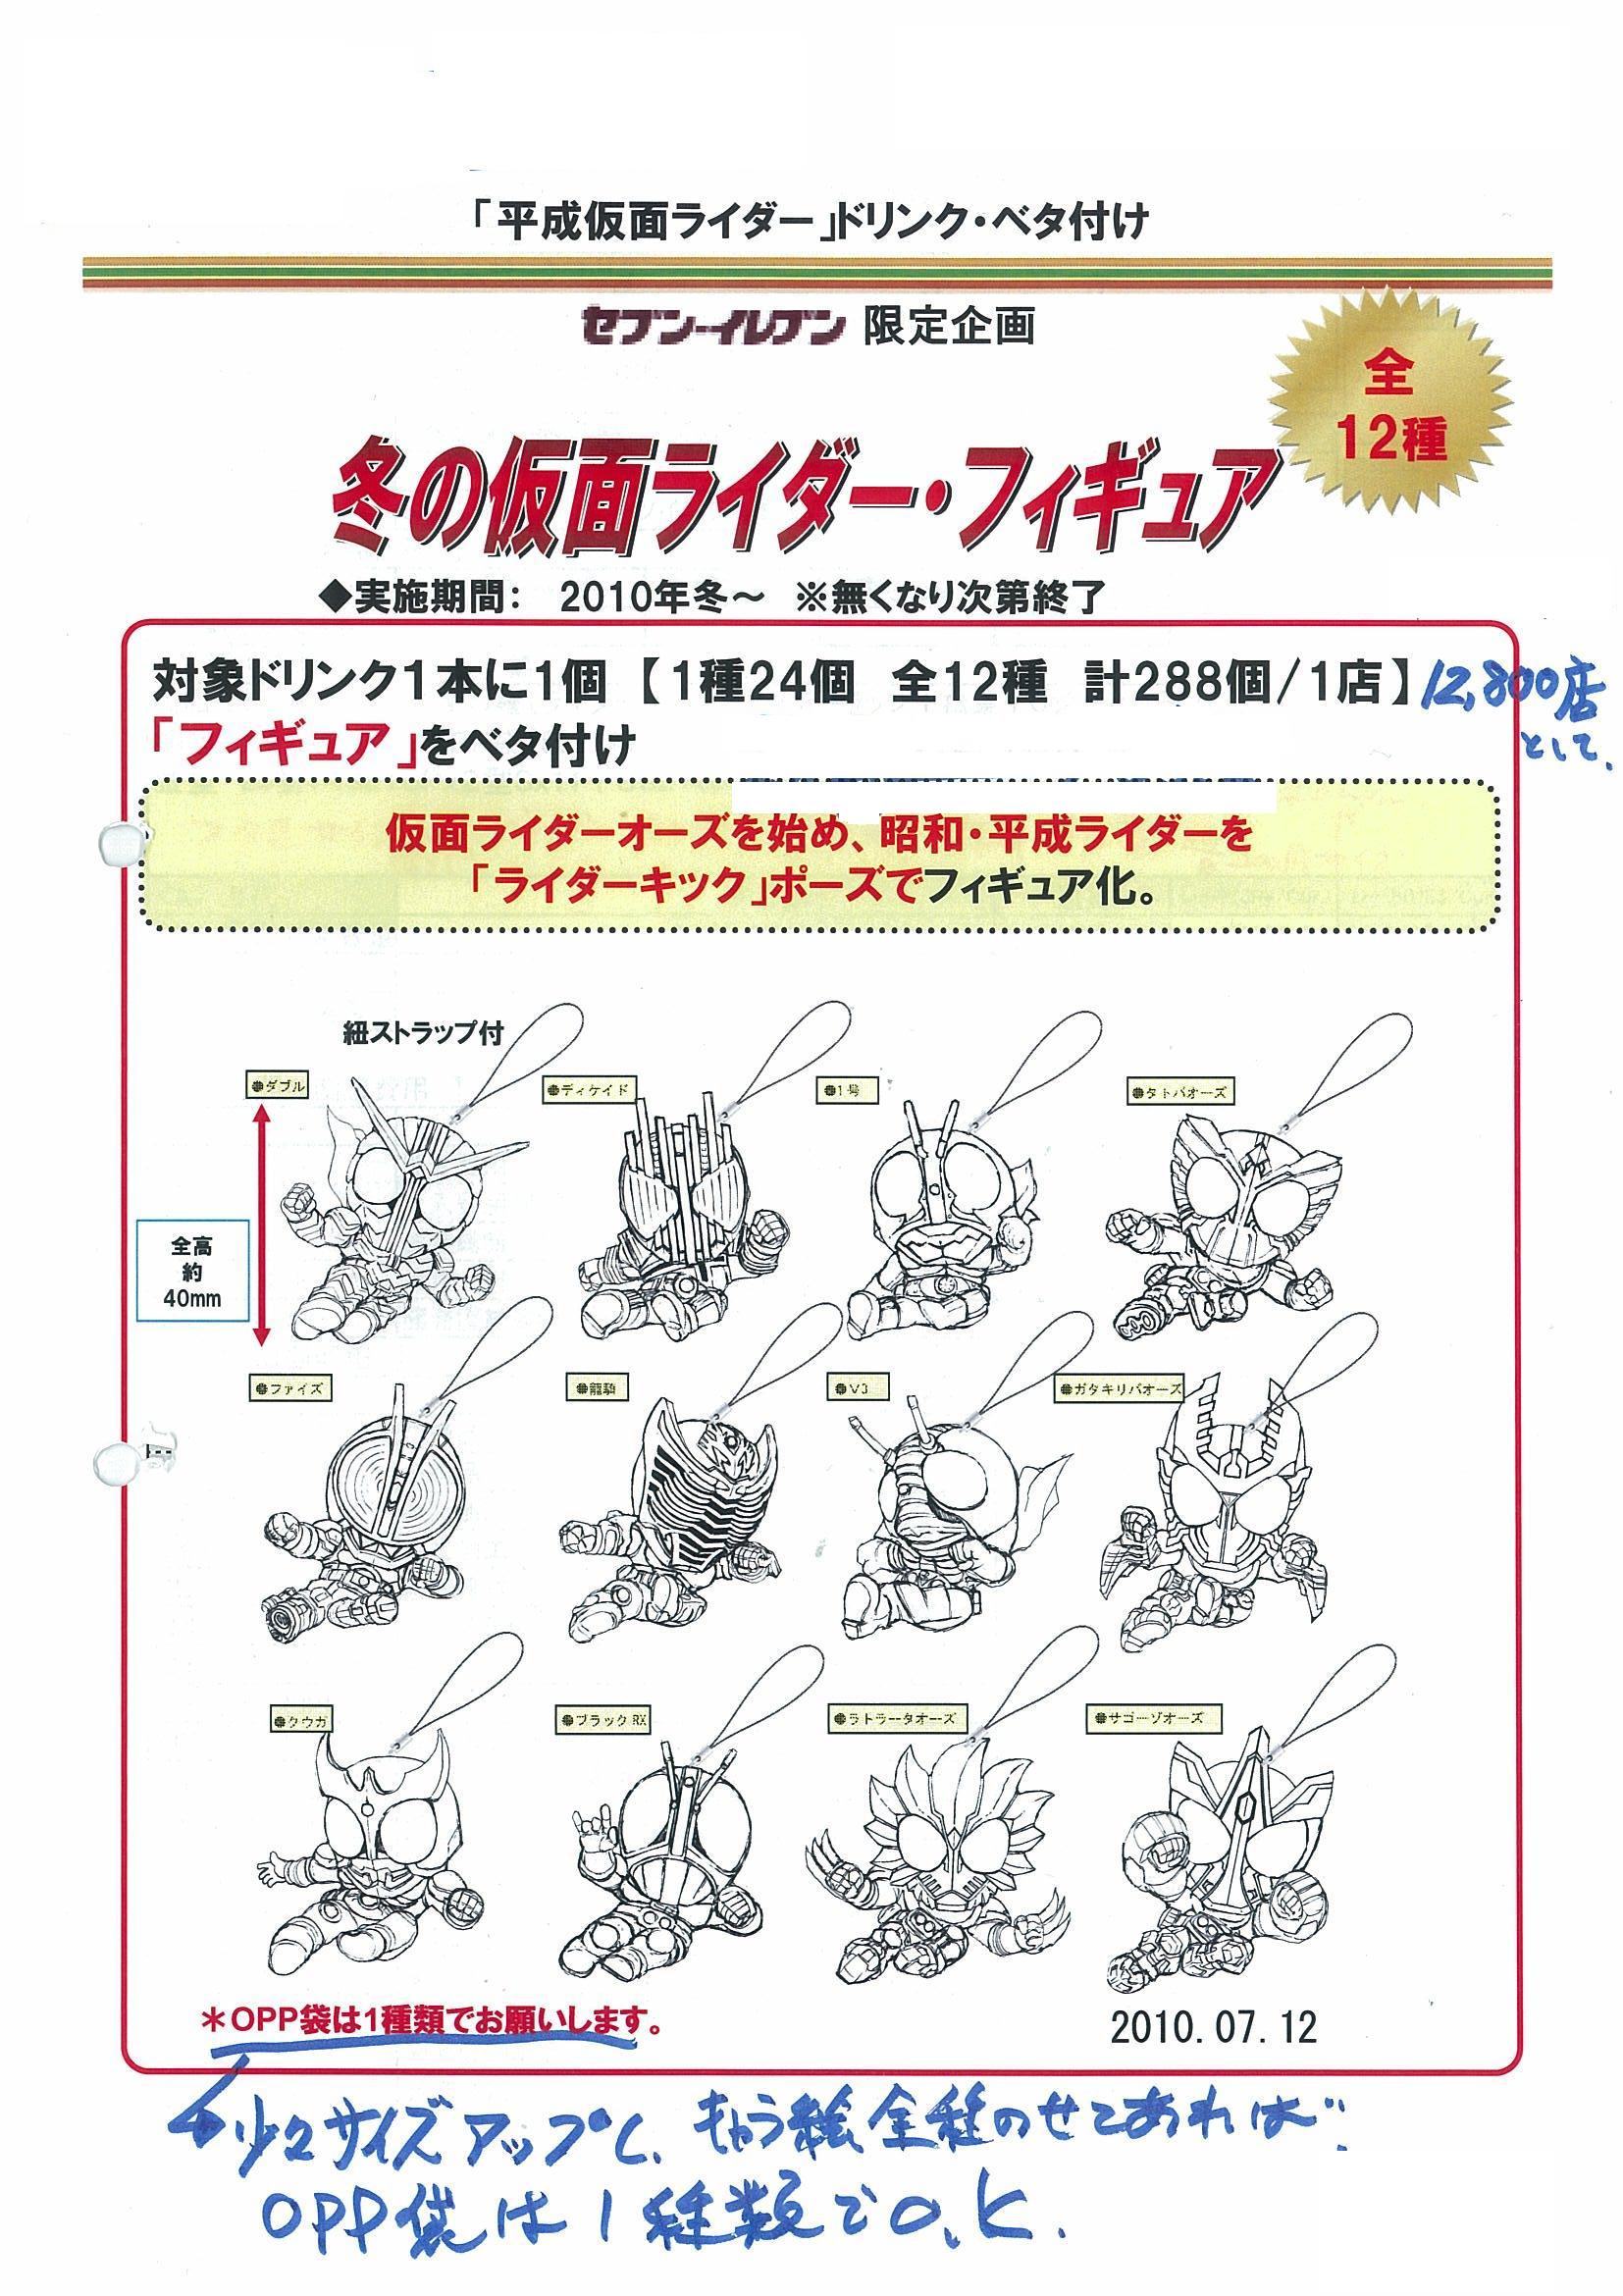 「平成仮面ライダー」ドリンク・ベタ付け
セブン-イレブン 限定企画
全
12種
冬の仮面ライダー・フィギュア
◆実施期間： 2010年冬～ ※無くなり次第終了
対象ドリンク1本に1個 【1種24個 全12種 計288個/1店】 12,800店
として.
「フィギュア」をベタ付け
仮面ライダーオーズを始め、昭和・平成ライダーを
「ライダーキック」ポーズでフィギュア化。
紐ストラップ付
●ダブル
●ディケイド
●1号
●タトバオーズ
全高
約
40mm
●ファイズ
●龍騎
●V3
●ガタキリバオーズ
●クウガ
●ブラックRX
●ラトラータオーズ
●サゴーゾオーズ
＊OPP袋は1種類でお願いします。
2010.07.12
少々サイズアップし、キャラ絵全種のせてあれば
OPP袋は1種類でO.K.